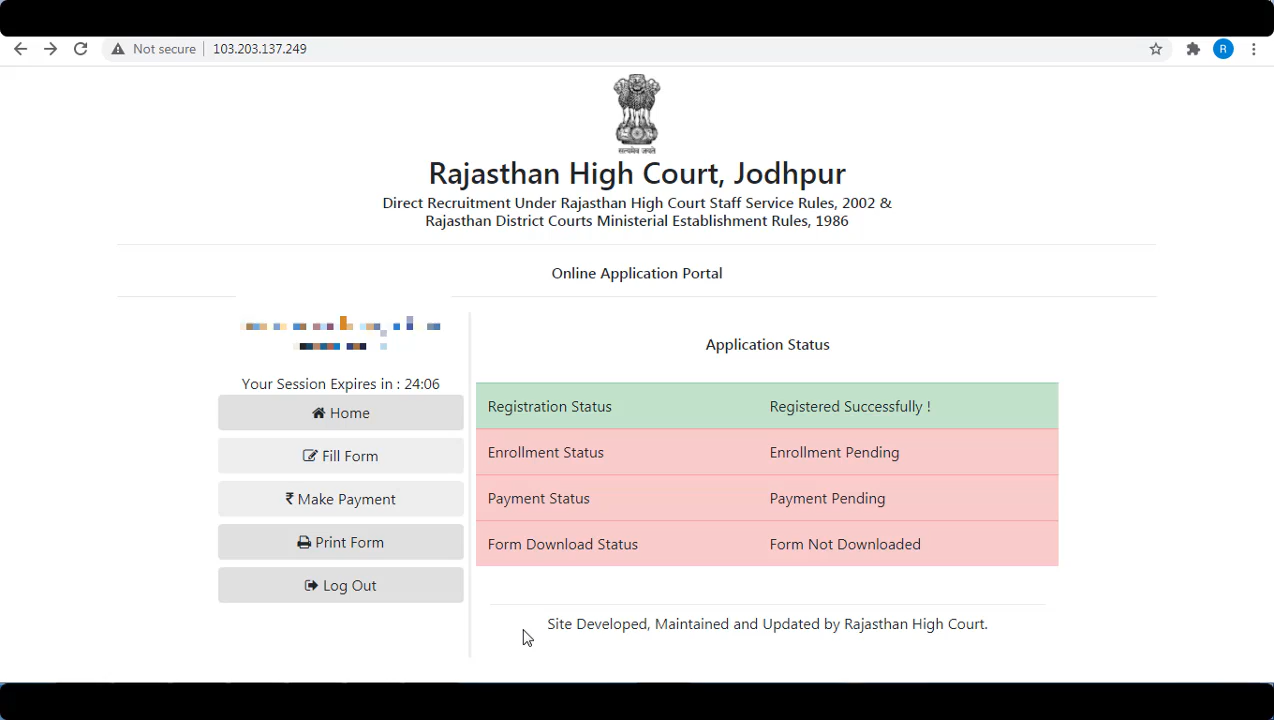 Not secure
103.203.137.249
R
सत्यमेव जयते
Rajasthan High Court, Jodhpur
Direct Recruitment Under Rajasthan High Court Staff Service Rules, 2002 &
Rajasthan District Courts Ministerial Establishment Rules, 1986
Online Application Portal
Your Session Expires in : 24:06
Home
Fill Form
₹ Make Payment
Print Form
Log Out
Application Status
Registration Status Registered Successfully !
Enrollment Status Enrollment Pending
Payment Status Payment Pending
Form Download Status Form Not Downloaded
Site Developed, Maintained and Updated by Rajasthan High Court.